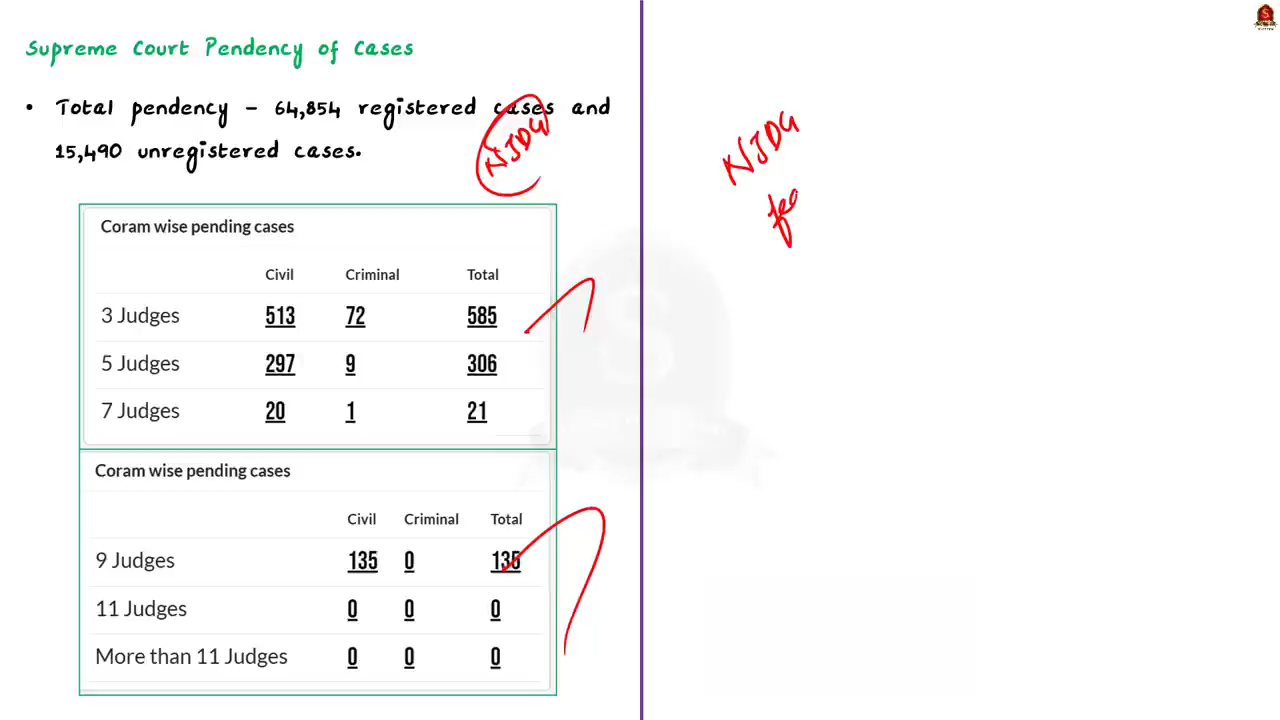 Supreme Court Pendency of Cases
• Total pendency – 64,854 registered cases and
15,490 unregistered cases.
NJDG
NJDG
Coram wise pending cases
Civil Criminal Total
3 Judges 513 72 585
5 Judges 297 9 306
7 Judges 20 1 21
Coram wise pending cases
Civil Criminal Total
9 Judges 135 0 135
11 Judges 0 0 0
More than 11 Judges 0 0 0